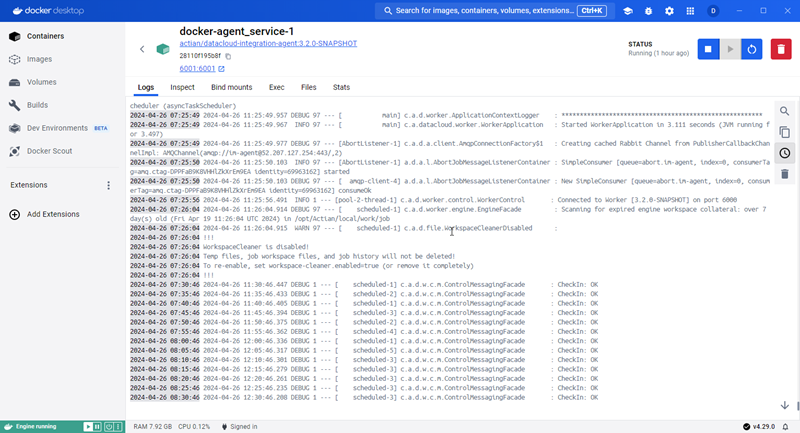 docker desktop
Search for images, containers, volumes, extensions…
Ctrl+K
D
Containers
Images
Volumes
Builds
Dev Environments BETA
Docker Scout
Extensions
Add Extensions
docker-agent_service-1
actian/datacloud-integration-agent:3.2.0-SNAPSHOT
28110f195b8f
6001:6001
STATUS
Running (1 hour ago)
Logs Inspect Bind mounts Exec Files Stats
cheduler (asyncTaskScheduler)
2024-04-26 07:25:49 2024-04-26 11:25:49.957 DEBUG 97 --- [ main] c.a.d.worker.ApplicationContextLogger : ****************************************************
2024-04-26 07:25:49 2024-04-26 11:25:49.967 INFO 97 --- [ main] c.a.datacloud.worker.WorkerApplication : Started WorkerApplication in 3.111 seconds (JVM running fo
r 3.497)
2024-04-26 07:25:49 2024-04-26 11:25:49.977 DEBUG 97 --- [AbortListener-1] c.a.d.a.client.AmqpConnectionFactory$1 : Creating cached Rabbit Channel from PublisherCallbackChan
nelImpl: AMQChannel(amqp://im-agent@52.207.127.254:4443/,2)
2024-04-26 07:25:50 2024-04-26 11:25:50.103 INFO 97 --- [AbortListener-1] c.a.d.a.l.AbortJobMessageListenerContainer : SimpleConsumer [queue=abort.im-agent, index=0, consumerTa
g=amq.ctag-DPPFaB9K8VHHlZkXrEm9EA identity=69963162] started
2024-04-26 07:25:50 2024-04-26 11:25:50.103 DEBUG 97 --- [ amqp-client-4] c.a.d.a.l.AbortJobMessageListenerContainer : New SimpleConsumer [queue=abort.im-agent, index=0, consum
erTag=amq.ctag-DPPFaB9K8VHHlZkXrEm9EA identity=69963162] consumeOk
2024-04-26 07:25:56 2024-04-26 11:25:56.491 INFO 1 --- [pool-2-thread-1] c.a.d.worker.control.WorkerControl : Connected to Worker [3.2.0-SNAPSHOT] on port 6000
2024-04-26 07:26:04 2024-04-26 11:26:04.914 DEBUG 97 --- [ scheduled-1] c.a.d.worker.engine.EngineFacade : Scanning for expired engine workspace collateral: over 7
day(s) old (Fri Apr 19 11:26:04 UTC 2024) in /opt/Actian/local/work/job
2024-04-26 07:26:04 2024-04-26 11:26:04.915 WARN 97 --- [ scheduled-1] c.a.d.file.WorkspaceCleanerDisabled :
2024-04-26 07:26:04 !!!
2024-04-26 07:26:04 WorkspaceCleaner is disabled!
2024-04-26 07:26:04 Temp files, job workspace files, and job history will not be deleted!
2024-04-26 07:26:04 To re-enable, set workspace-cleaner.enabled=true (or remove it completely)
2024-04-26 07:26:04 !!!
2024-04-26 07:30:46 2024-04-26 11:30:46.447 DEBUG 1 --- [ scheduled-1] c.a.d.w.c.m.ControlMessagingFacade : CheckIn: OK
2024-04-26 07:35:46 2024-04-26 11:35:46.433 DEBUG 1 --- [ scheduled-2] c.a.d.w.c.m.ControlMessagingFacade : CheckIn: OK
2024-04-26 07:40:46 2024-04-26 11:40:46.405 DEBUG 1 --- [ scheduled-1] c.a.d.w.c.m.ControlMessagingFacade : CheckIn: OK
2024-04-26 07:45:46 2024-04-26 11:45:46.394 DEBUG 1 --- [ scheduled-3] c.a.d.w.c.m.ControlMessagingFacade : CheckIn: OK
2024-04-26 07:50:46 2024-04-26 11:50:46.375 DEBUG 1 --- [ scheduled-2] c.a.d.w.c.m.ControlMessagingFacade : CheckIn: OK
2024-04-26 07:55:46 2024-04-26 11:55:46.362 DEBUG 1 --- [ scheduled-4] c.a.d.w.c.m.ControlMessagingFacade : CheckIn: OK
2024-04-26 08:00:46 2024-04-26 12:00:46.336 DEBUG 1 --- [ scheduled-1] c.a.d.w.c.m.ControlMessagingFacade : CheckIn: OK
2024-04-26 08:05:46 2024-04-26 12:05:46.317 DEBUG 1 --- [ scheduled-5] c.a.d.w.c.m.ControlMessagingFacade : CheckIn: OK
2024-04-26 08:10:46 2024-04-26 12:10:46.301 DEBUG 1 --- [ scheduled-3] c.a.d.w.c.m.ControlMessagingFacade : CheckIn: OK
2024-04-26 08:15:46 2024-04-26 12:15:46.279 DEBUG 1 --- [ scheduled-3] c.a.d.w.c.m.ControlMessagingFacade : CheckIn: OK
2024-04-26 08:20:46 2024-04-26 12:20:46.261 DEBUG 1 --- [ scheduled-3] c.a.d.w.c.m.ControlMessagingFacade : CheckIn: OK
2024-04-26 08:25:46 2024-04-26 12:25:46.235 DEBUG 1 --- [ scheduled-3] c.a.d.w.c.m.ControlMessagingFacade : CheckIn: OK
2024-04-26 08:30:46 2024-04-26 12:30:46.208 DEBUG 1 --- [ scheduled-3] c.a.d.w.c.m.ControlMessagingFacade : CheckIn: OK
Engine running
RAM 7.92 GB CPU 0.12% Signed in
v4.29.0